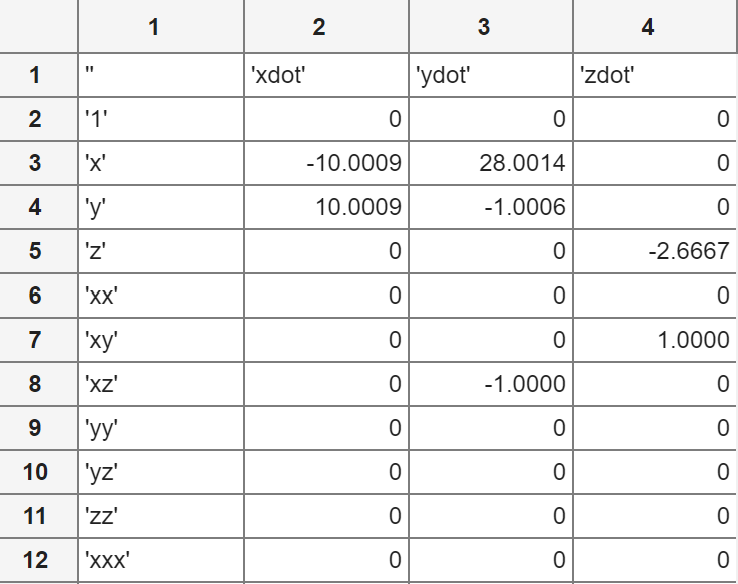 1 2 3 4
1 '' 'xdot' 'ydot' 'zdot'
2 '1' 0 0 0
3 'x' -10.0009 28.0014 0
4 'y' 10.0009 -1.0006 0
5 'z' 0 0 -2.6667
6 'xx' 0 0 0
7 'xy' 0 0 1.0000
8 'xz' 0 -1.0000 0
9 'yy' 0 0 0
10 'yz' 0 0 0
11 'zz' 0 0 0
12 'xxx' 0 0 0